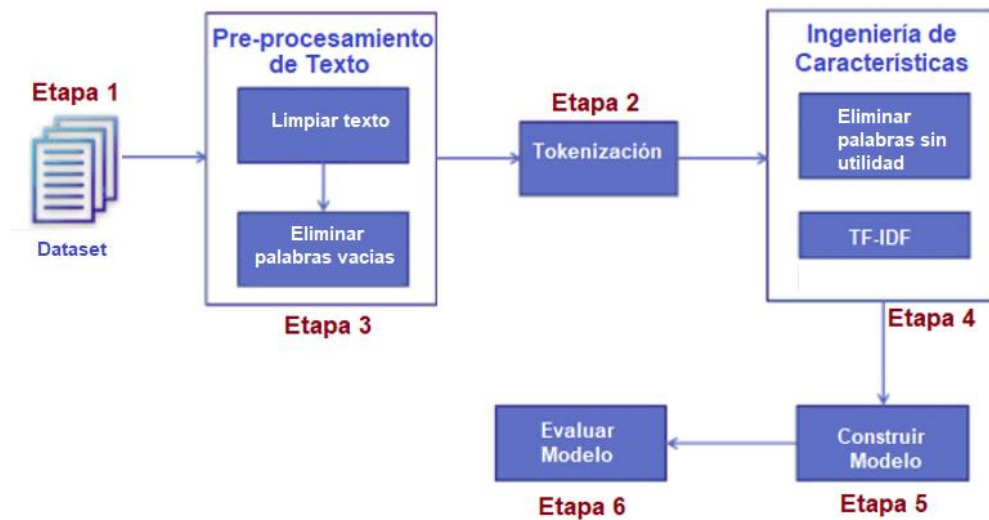 Etapa 1
Dataset
Pre-procesamiento
de Texto
Limpiar texto
Eliminar
palabras vacias
Etapa 3
Etapa 2
Tokenización
Ingeniería de
Características
Eliminar
palabras sin
utilidad
TF-IDF
Etapa 4
Construir
Modelo
Etapa 5
Evaluar
Modelo
Etapa 6